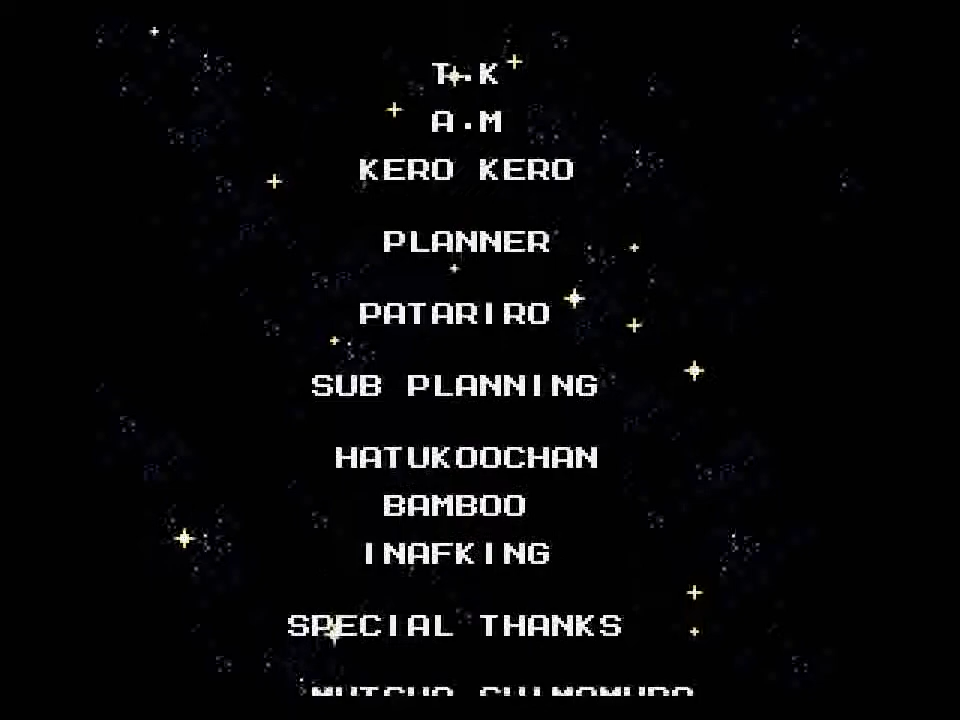 T.K
A.M
KERO KERO
PLANNER
PATARIRO
SUB PLANNING
HATUKOOCHAN
BAMBOO
INAFKING
SPECIAL THANKS